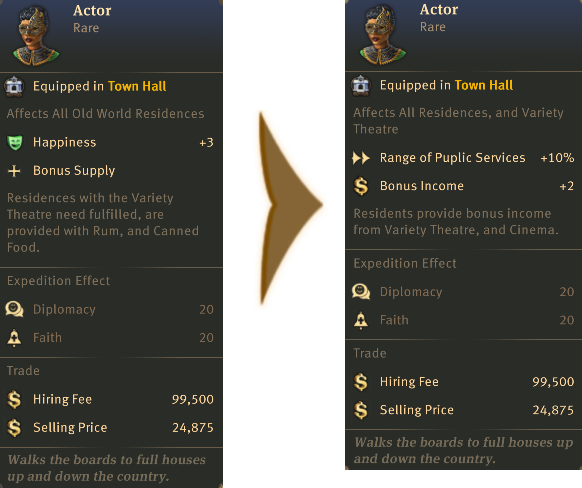 Actor
Rare
Equipped in Town Hall
Affects All Old World Residences
Happiness +3
Bonus Supply
Residences with the Variety
Theatre need fulfilled, are
provided with Rum, and Canned
Food.
Expedition Effect
Diplomacy 20
Faith 20
Trade
Hiring Fee 99,500
Selling Price 24,875
Walks the boards to full houses
up and down the country.
Actor
Rare
Equipped in Town Hall
Affects All Residences, and Variety
Theatre
Range of Puplic Services +10%
Bonus Income +2
Residents provide bonus income
from Variety Theatre, and Cinema.
Expedition Effect
Diplomacy 20
Faith 20
Trade
Hiring Fee 99,500
Selling Price 24,875
Walks the boards to full houses up
and down the country.